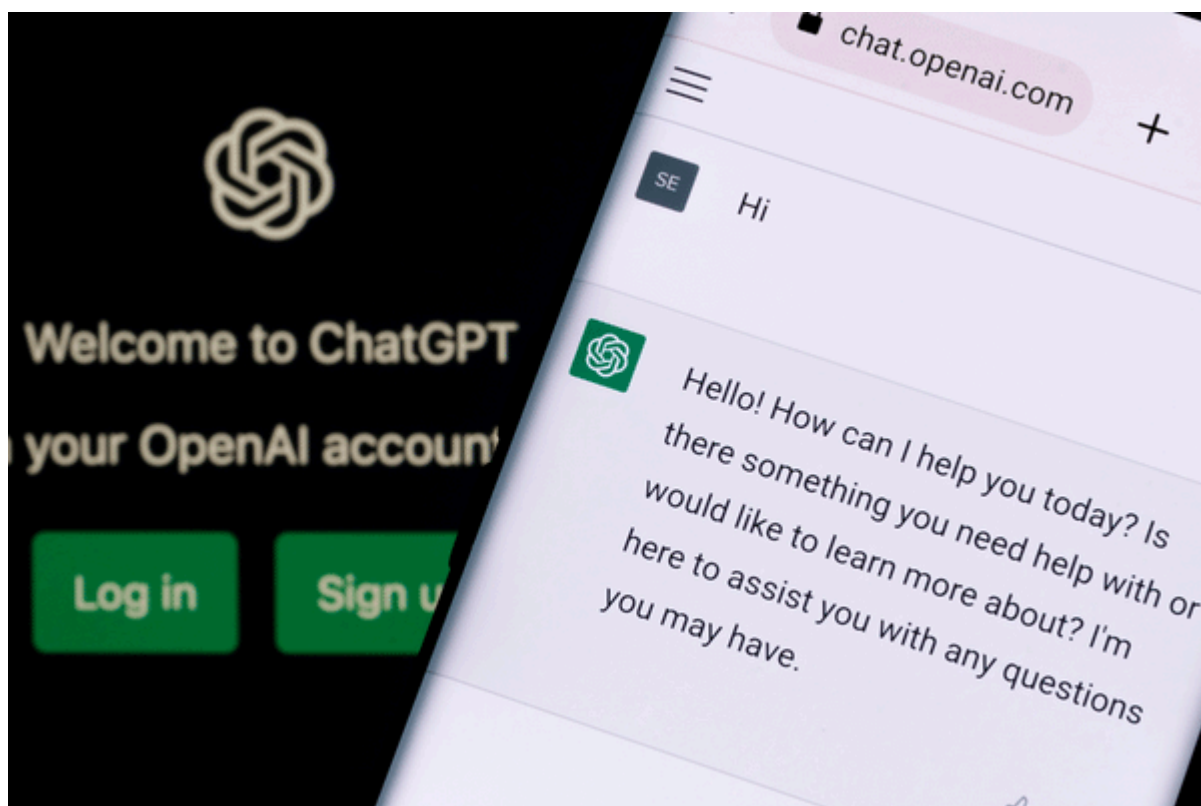 Welcome to ChatGPT
your OpenAI account
Log in
Sign u
chat.openai.com
SE
Hi
Hello! How can I help you today? Is
there something you need help with or
would like to learn more about? I'm
here to assist you with any questions
you may have.